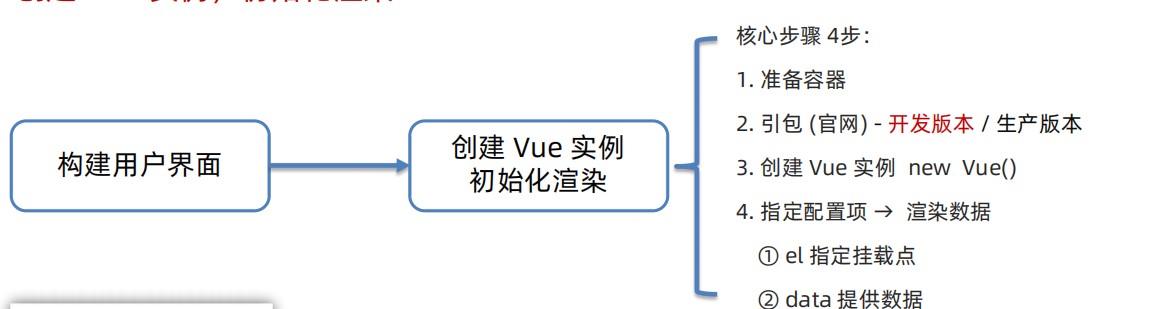 构建用户界面
创建 Vue 实例
初始化渲染
核心步骤 4步：
1. 准备容器
2. 引包 (官网) - 开发版本 / 生产版本
3. 创建 Vue 实例 new Vue()
4. 指定配置项 → 渲染数据
① el 指定挂载点
② data 提供数据